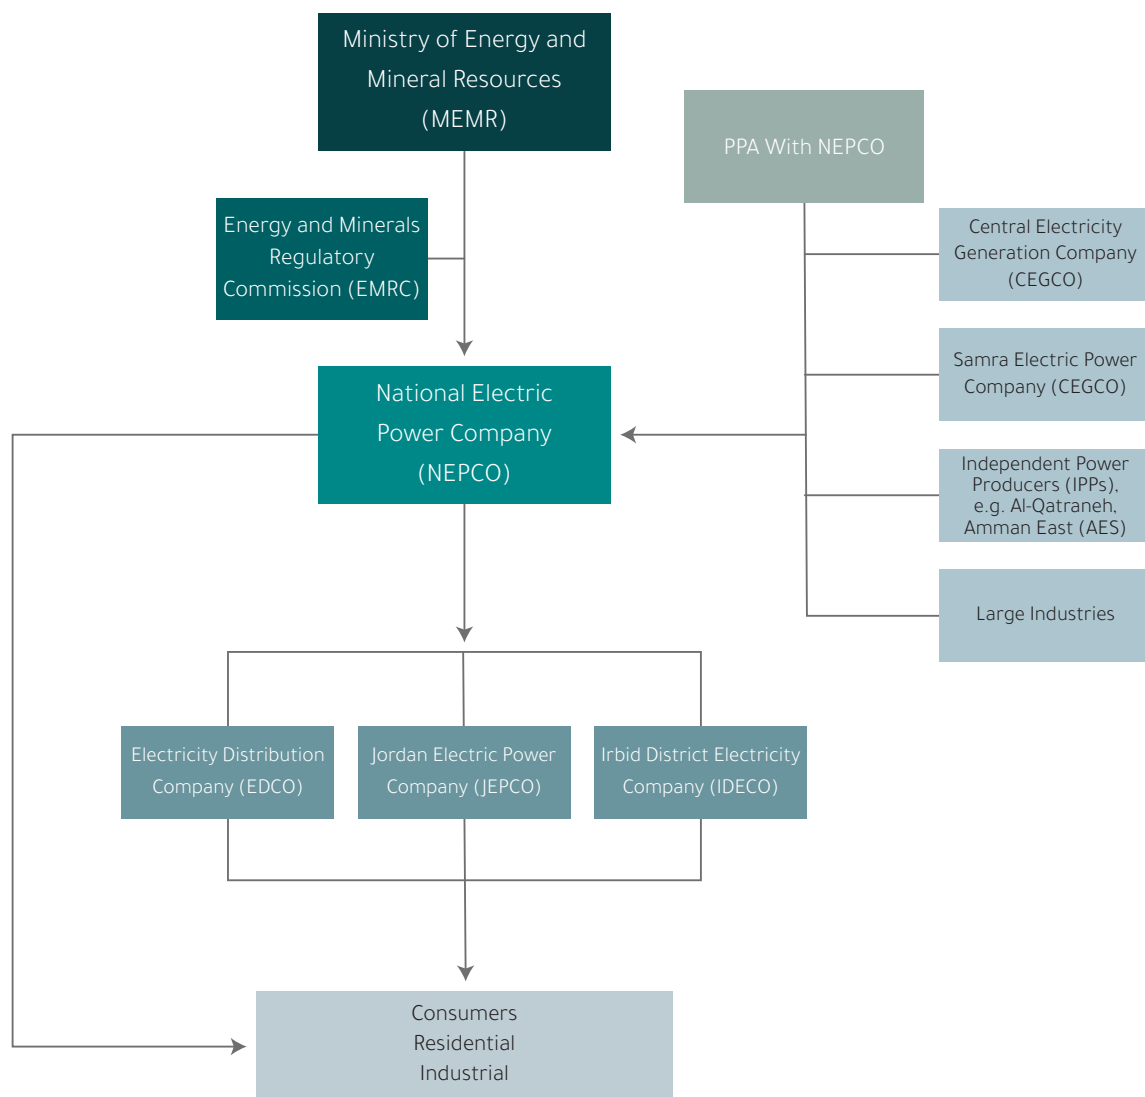 Ministry of Energy and
Mineral Resources
(MEMR)
PPA With NEPCO
Energy and Minerals
Regulatory
Commission (EMRC)
Central Electricity
Generation Company
(CEGCO)
Samra Electric Power
Company (CEGCO)
National Electric
Power Company
(NEPCO)
Independent Power
Producers (IPPs),
e.g. Al-Qatraneh,
Amman East (AES)
Large Industries
Electricity Distribution
Company (EDCO)
Jordan Electric Power
Company (JEPCO)
Irbid District Electricity
Company (IDECO)
Consumers
Residential
Industrial